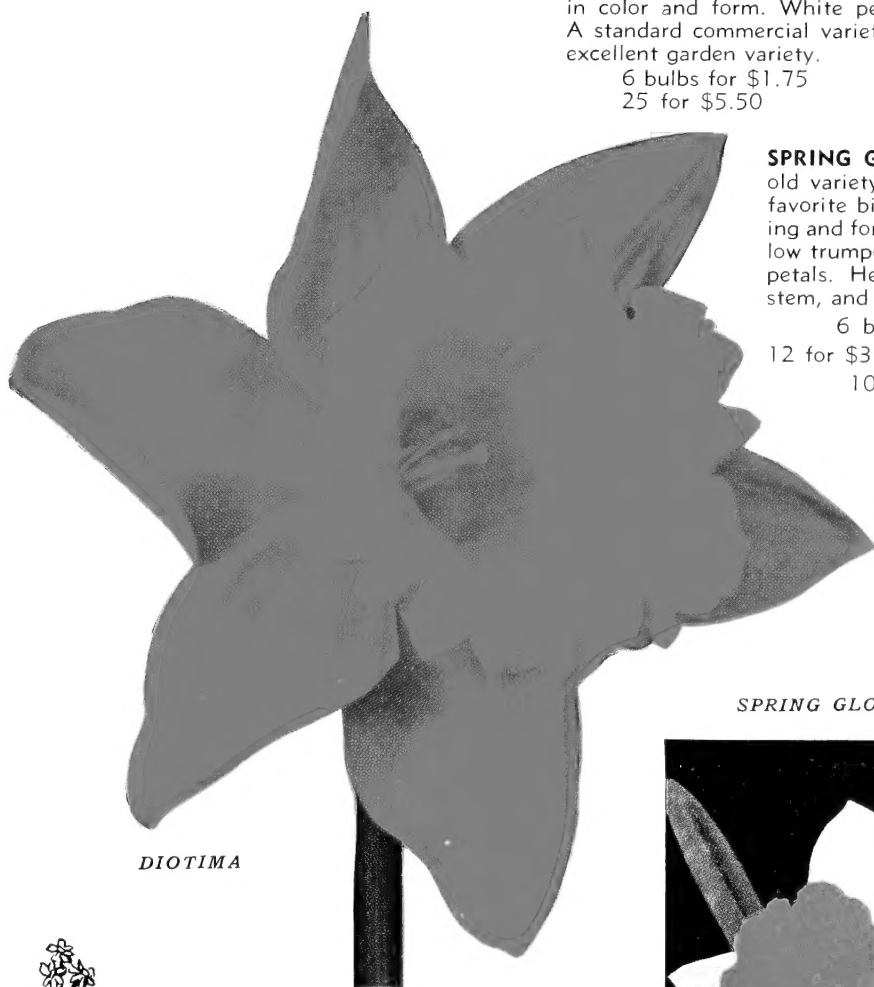 in color and form. White pe
A standard commercial variet
excellent garden variety.
6 bulbs for $1.75
25 for $5.50
SPRING G
old variety
favorite bi
ing and for
low trump
petals. He
stem, and
6 b
12 for $3
10
SPRING GLO
DIOTIMA